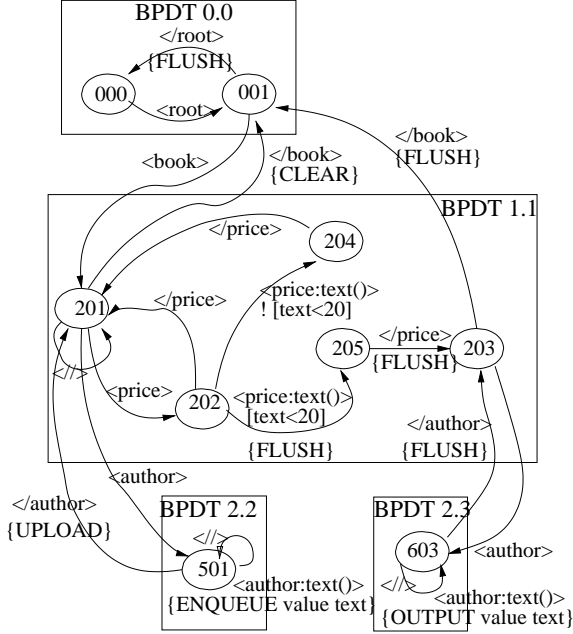 BPDT 0.0
</root>
{FLUSH}
000
001
<root>
<book>
</book>
{CLEAR}
</book>
{FLUSH}
BPDT 1.1
</price>
204
<price:text()>
! [text<20]
201
</price>
<//>
<price>
202
205
</price>
{FLUSH}
203
<price:text()>
[text<20]
{FLUSH}
</author>
{FLUSH}
<author>
</author>
{UPLOAD}
BPDT 2.2
<//>
501
<author:text()>
{ENQUEUE value text}
BPDT 2.3
603
<author>
<//>
<author:text()>
{OUTPUT value text}